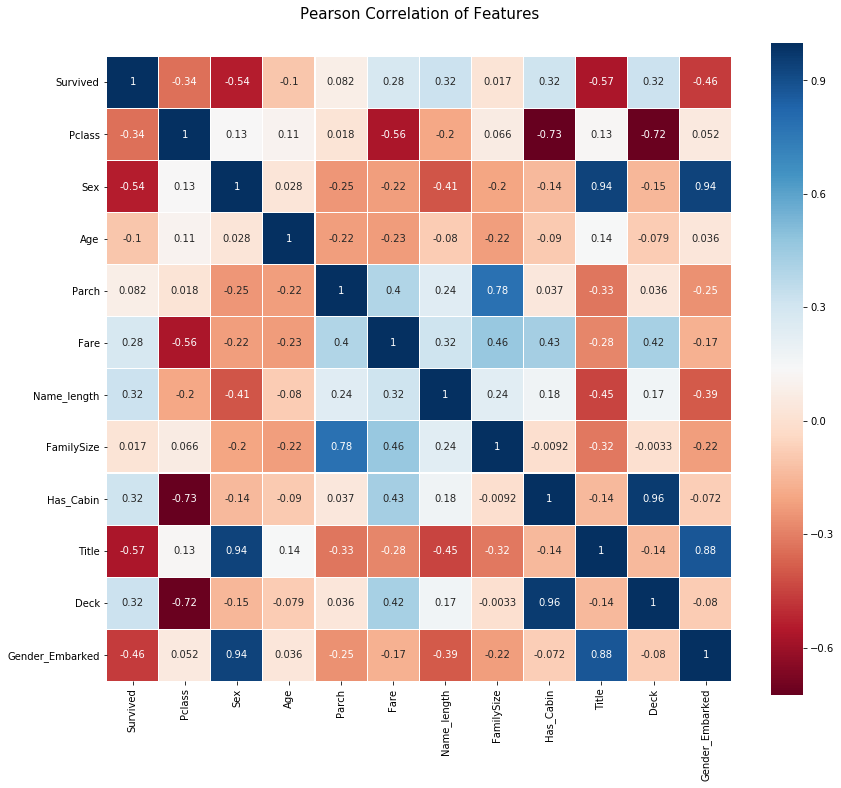 Pearson Correlation of Features
Survived 1 -0.34 -0.54 -0.1 0.082 0.28 0.32 0.017 0.32 -0.57 0.32 -0.46
Pclass -0.34 1 0.13 0.11 0.018 -0.56 -0.2 0.066 -0.73 0.13 -0.72 0.052
Sex -0.54 0.13 1 0.028 -0.25 -0.22 -0.41 -0.2 -0.14 0.94 -0.15 0.94
Age -0.1 0.11 0.028 1 -0.22 -0.23 -0.08 -0.22 -0.09 0.14 -0.079 0.036
Parch 0.082 0.018 -0.25 -0.22 1 0.4 0.24 0.78 0.037 -0.33 0.036 -0.25
Fare 0.28 -0.56 -0.22 -0.23 0.4 1 0.32 0.46 0.43 -0.28 0.42 -0.17
Name_length 0.32 -0.2 -0.41 -0.08 0.24 0.32 1 0.24 0.18 -0.45 0.17 -0.39
FamilySize 0.017 0.066 -0.2 -0.22 0.78 0.46 0.24 1 -0.0092 -0.32 -0.0033 -0.22
Has_Cabin 0.32 -0.73 -0.14 -0.09 0.037 0.43 0.18 -0.0092 1 -0.14 0.96 -0.072
Title -0.57 0.13 0.94 0.14 -0.33 -0.28 -0.45 -0.32 -0.14 1 -0.14 0.88
Deck 0.32 -0.72 -0.15 -0.079 0.036 0.42 0.17 -0.0033 0.96 -0.14 1 -0.08
Gender_Embarked -0.46 0.052 0.94 0.036 -0.25 -0.17 -0.39 -0.22 -0.072 0.88 -0.08 1
Survived
Pclass
Sex
Age
Parch
Fare
Name_length
FamilySize
Has_Cabin
Title
Deck
Gender_Embarked
0.9
0.6
0.3
0.0
−0.3
−0.6